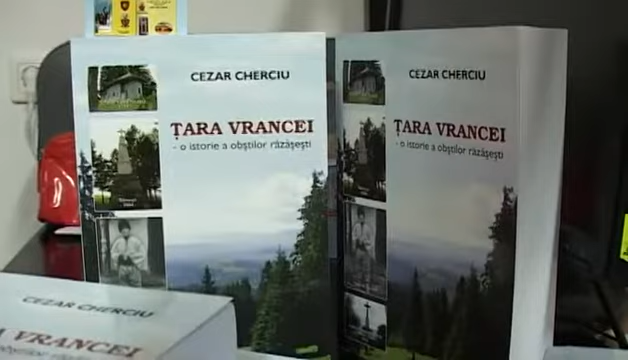 CEZAR CHERCIU
ȚARA VRANCEI
- o istorie a obștilor răzășești
CEZAR CHERCIU
ȚARA VRANCEI
- o istorie a obștilor răzășești
CEZAR CHERCIU
A VRANCEI